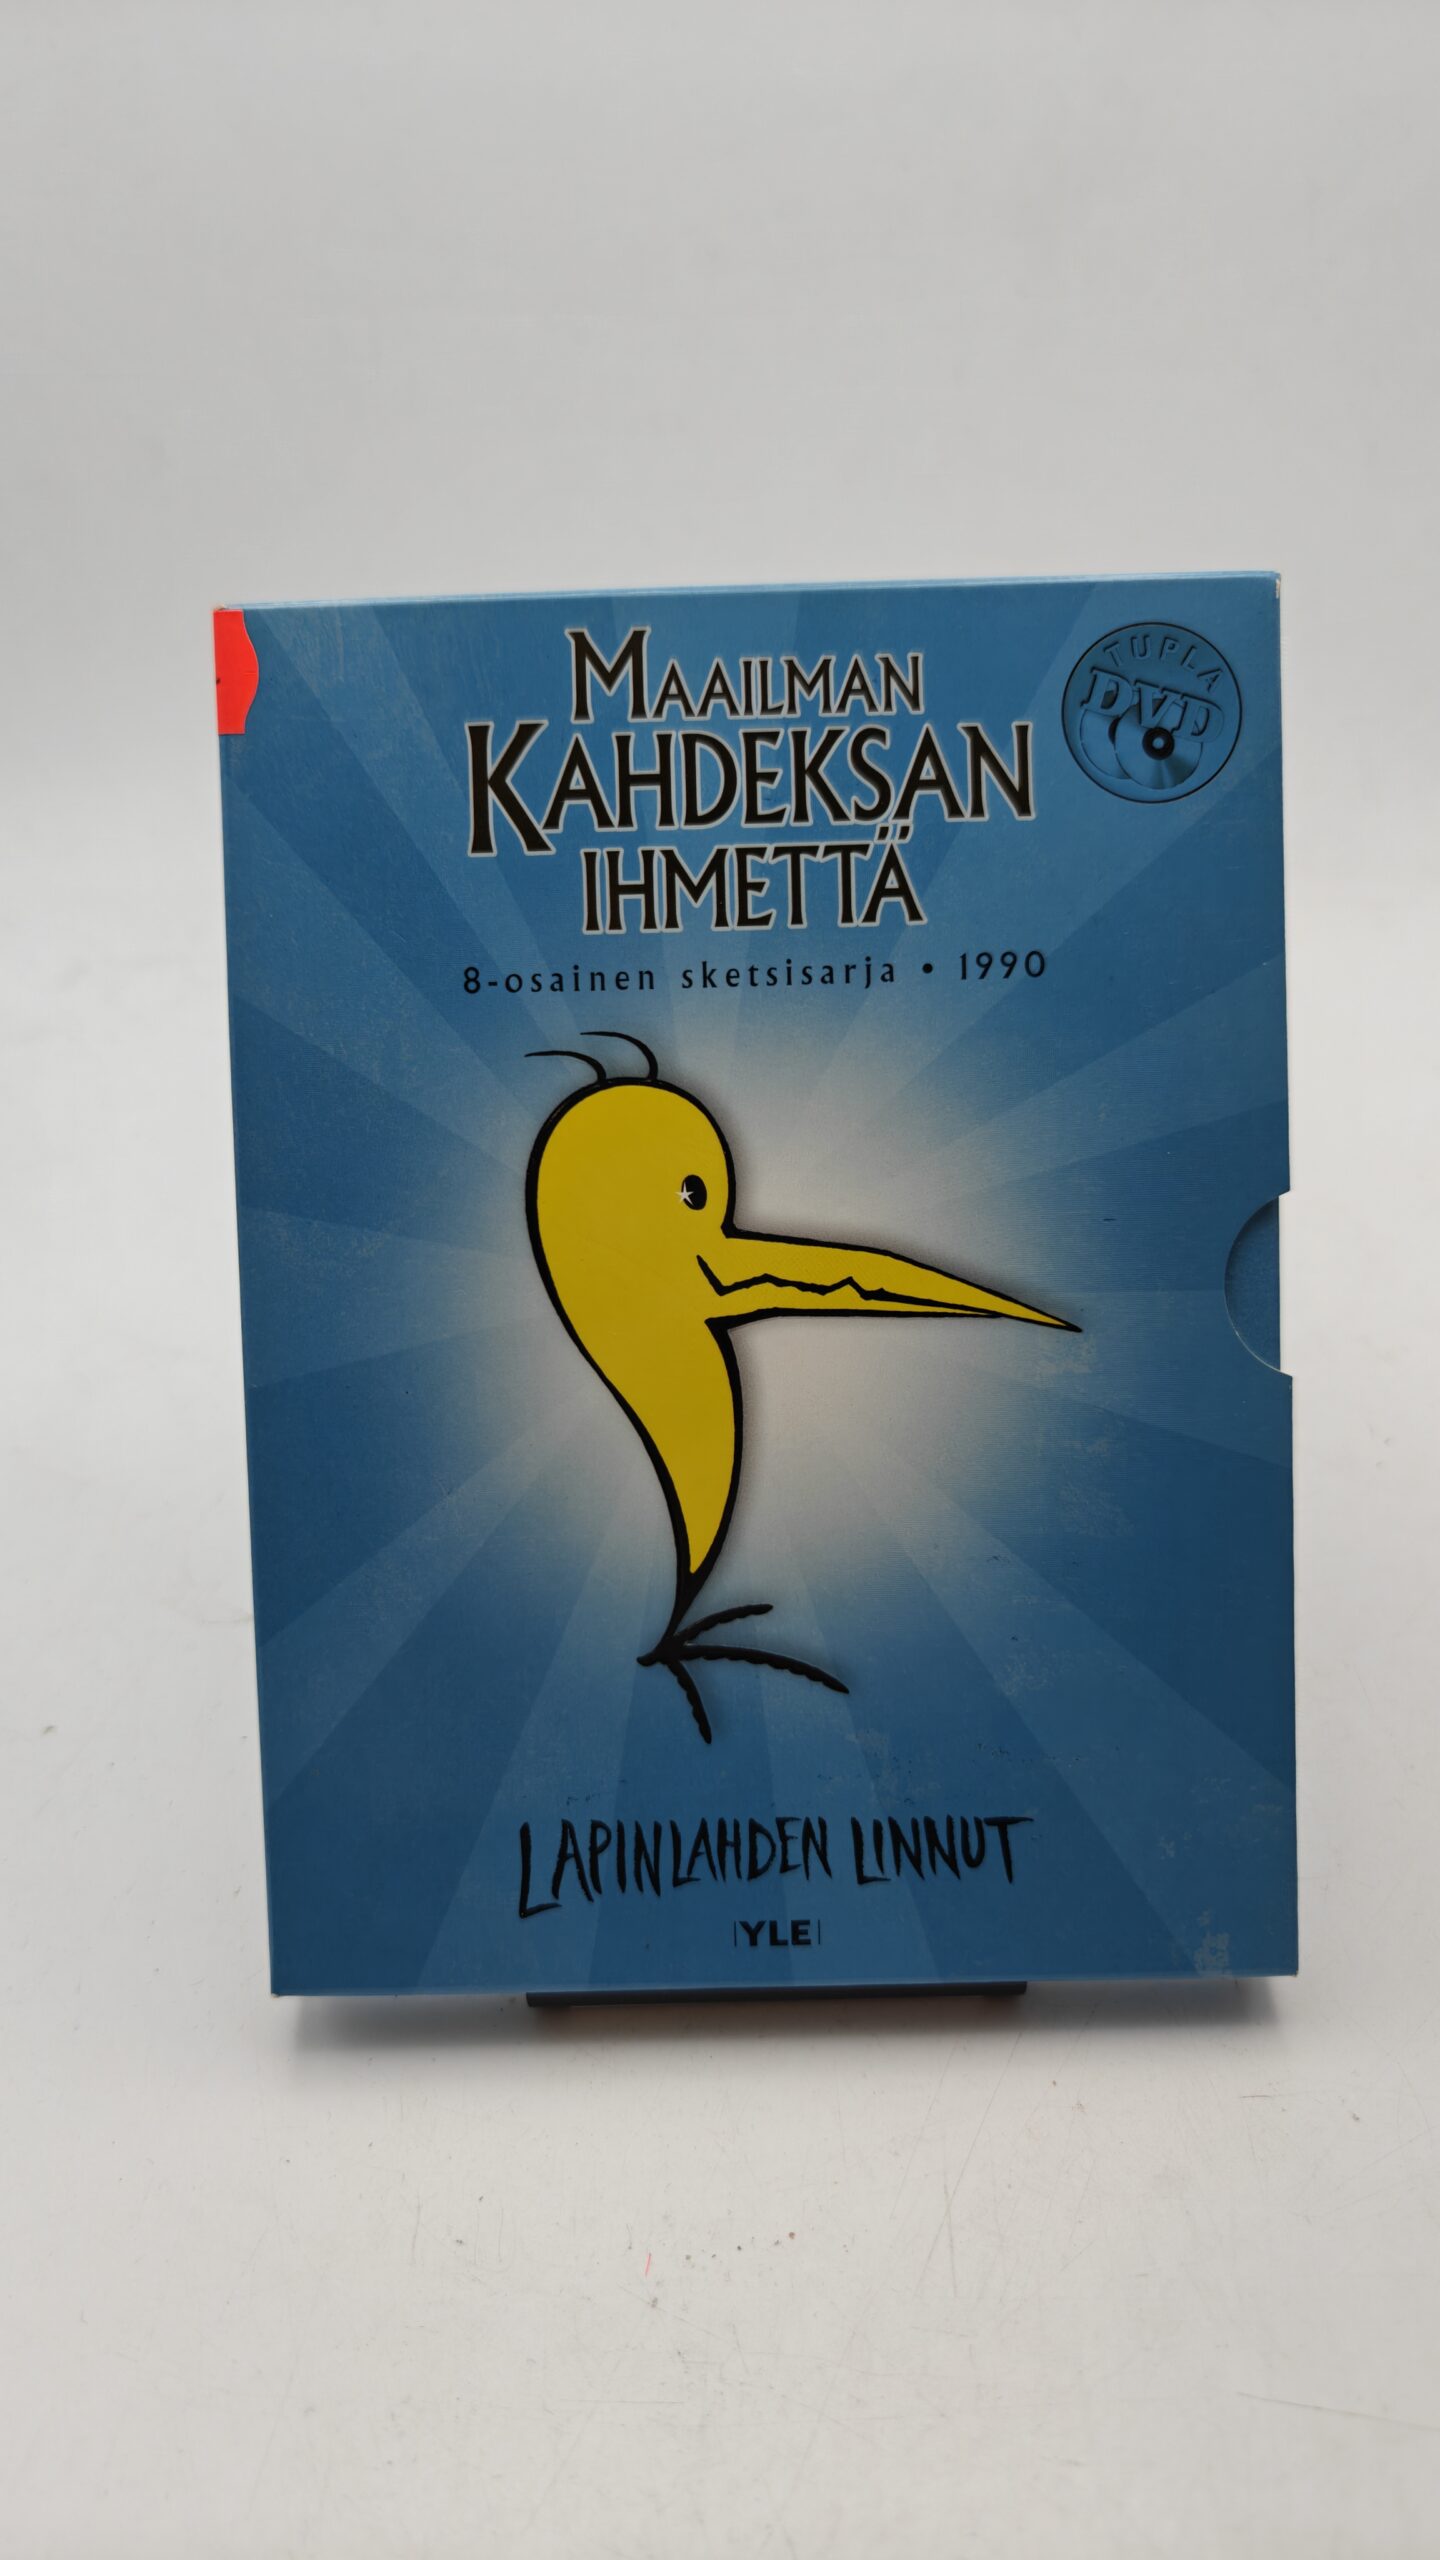 MAAILMAN
KAHDEKSAN
IHMETTÄ
TUPLA
DVD
8-osainen sketsisarja • 1990
LAPINLAHDEN LINNUT
YLE